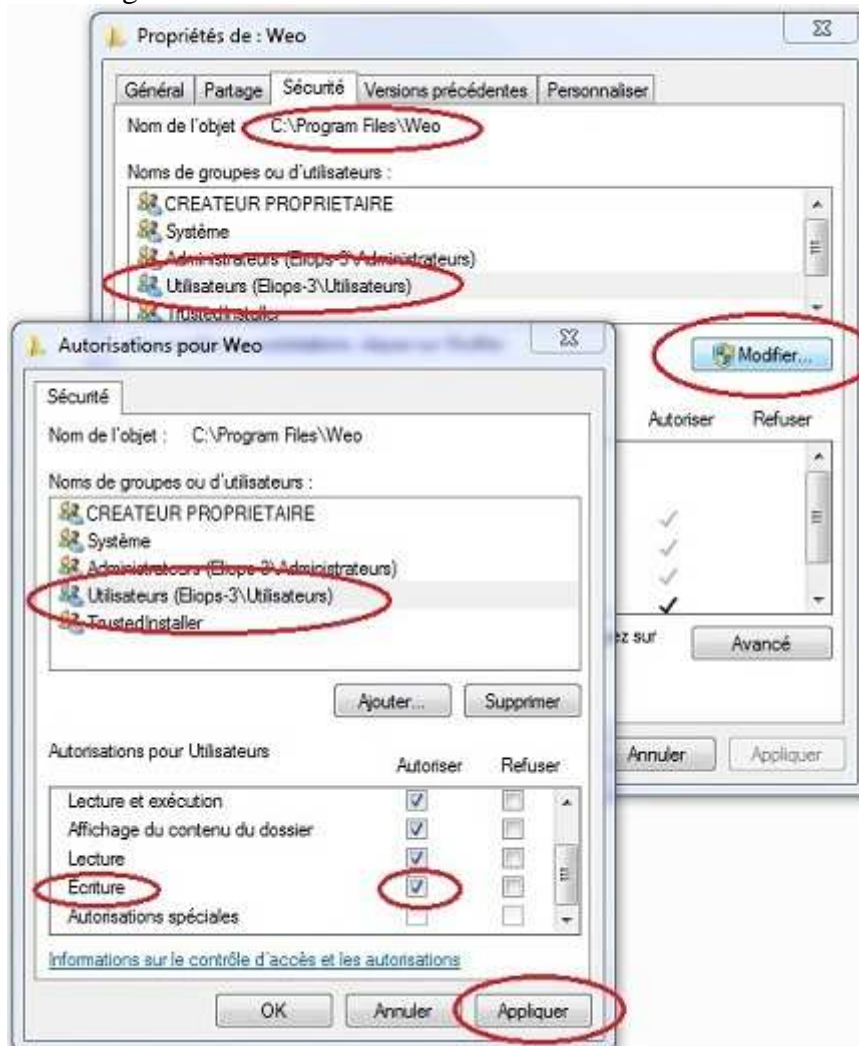 Propriétés de : Weo
Général Partage Sécurité Versions précédentes Personnaliser
Nom de l'objet : C:\Program Files\Weo
Noms de groupes ou d'utilisateurs :
CREATEUR PROPRIETAIRE
Système
Administrateurs (Eliops-3\Administrateurs)
Utilisateurs (Eliops-3\Utilisateurs)
TrustedInstaller
Modifier...
Autoriser Refuser
ez sur
Avancé
Annuler Appliquer
Autorisations pour Weo
Sécurité
Nom de l'objet : C:\Program Files\Weo
Noms de groupes ou d'utilisateurs :
CREATEUR PROPRIETAIRE
Système
Administrateurs (Eliops-3\Administrateurs)
Utilisateurs (Eliops-3\Utilisateurs)
TrustedInstaller
Ajouter... Supprimer
Autorisations pour Utilisateurs
Autoriser Refuser
Lecture et exécution
Affichage du contenu du dossier
Lecture
Écriture
Autorisations spéciales
Informations sur le contrôle d'accès et les autorisations
OK Annuler Appliquer